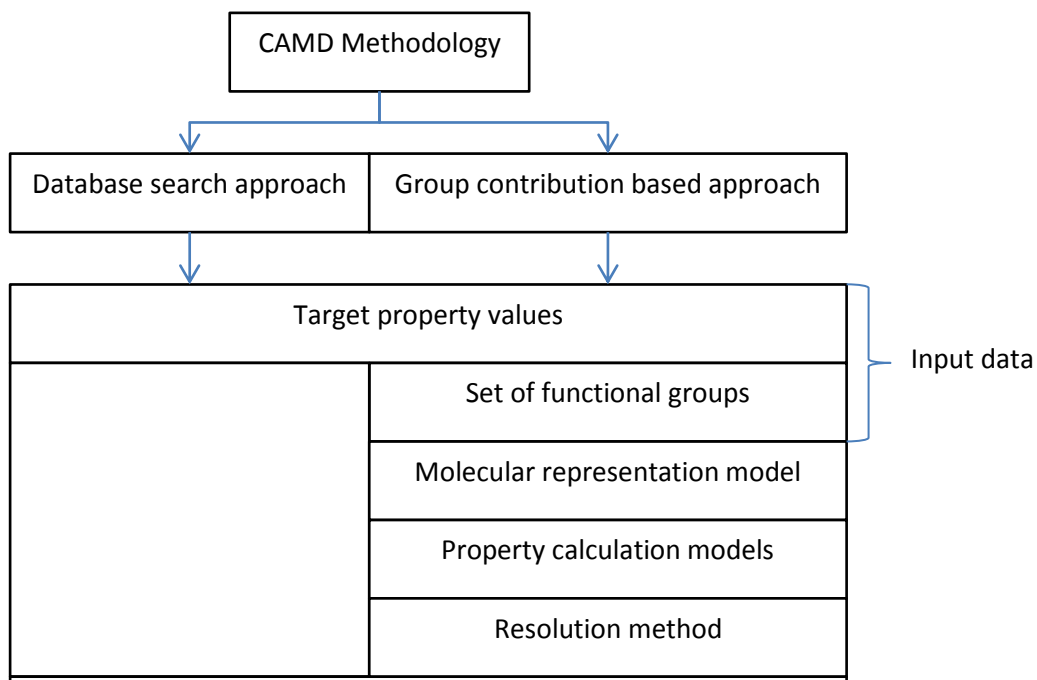 CAMD Methodology
Database search approach
Group contribution based approach
Target property values
Input data
Set of functional groups
Molecular representation model
Property calculation models
Resolution method